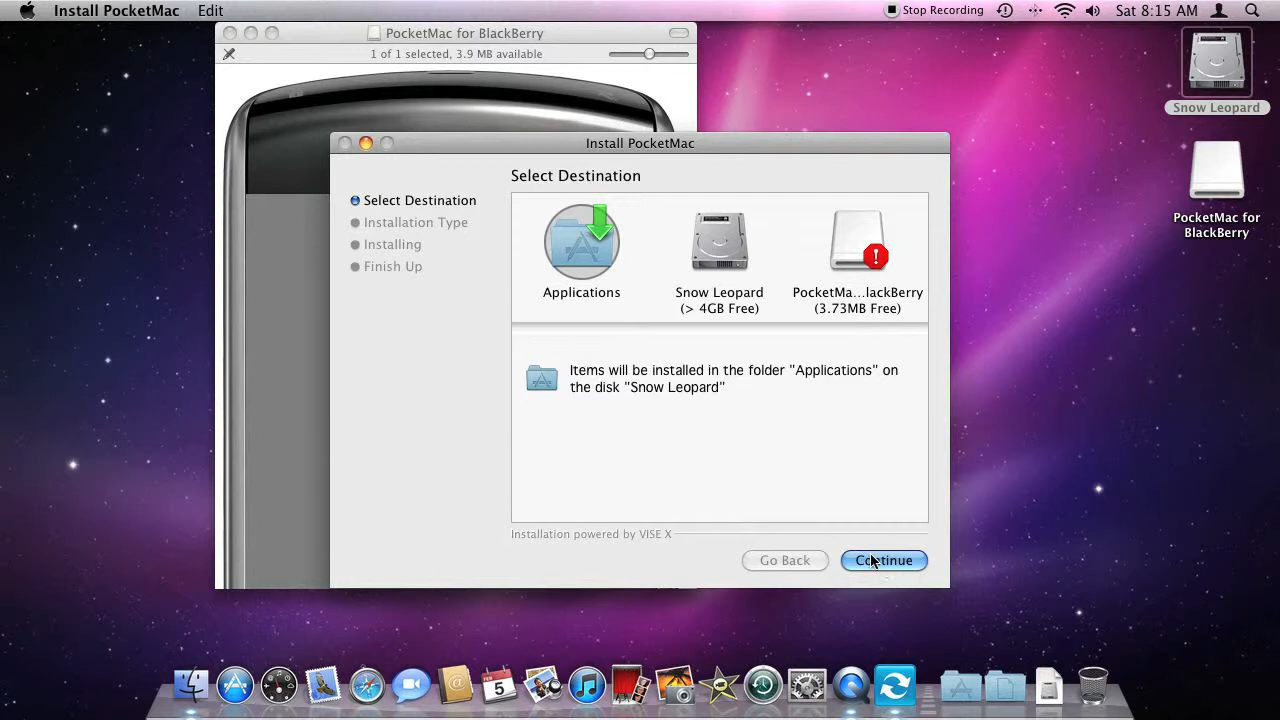 Install PocketMac Edit
Stop Recording
Sat 8:15 AM
PocketMac for BlackBerry
1 of 1 selected, 3.9 MB available
Snow Leopard
PocketMac for
BlackBerry
Install PocketMac
Select Destination
Installation Type
Installing
Finish Up
Select Destination
Applications
Snow Leopard
(> 4GB Free)
PocketMa...lackBerry
(3.73MB Free)
Items will be installed in the folder "Applications" on
the disk "Snow Leopard"
Installation powered by VISE X
Go Back
Continue
FEB
5